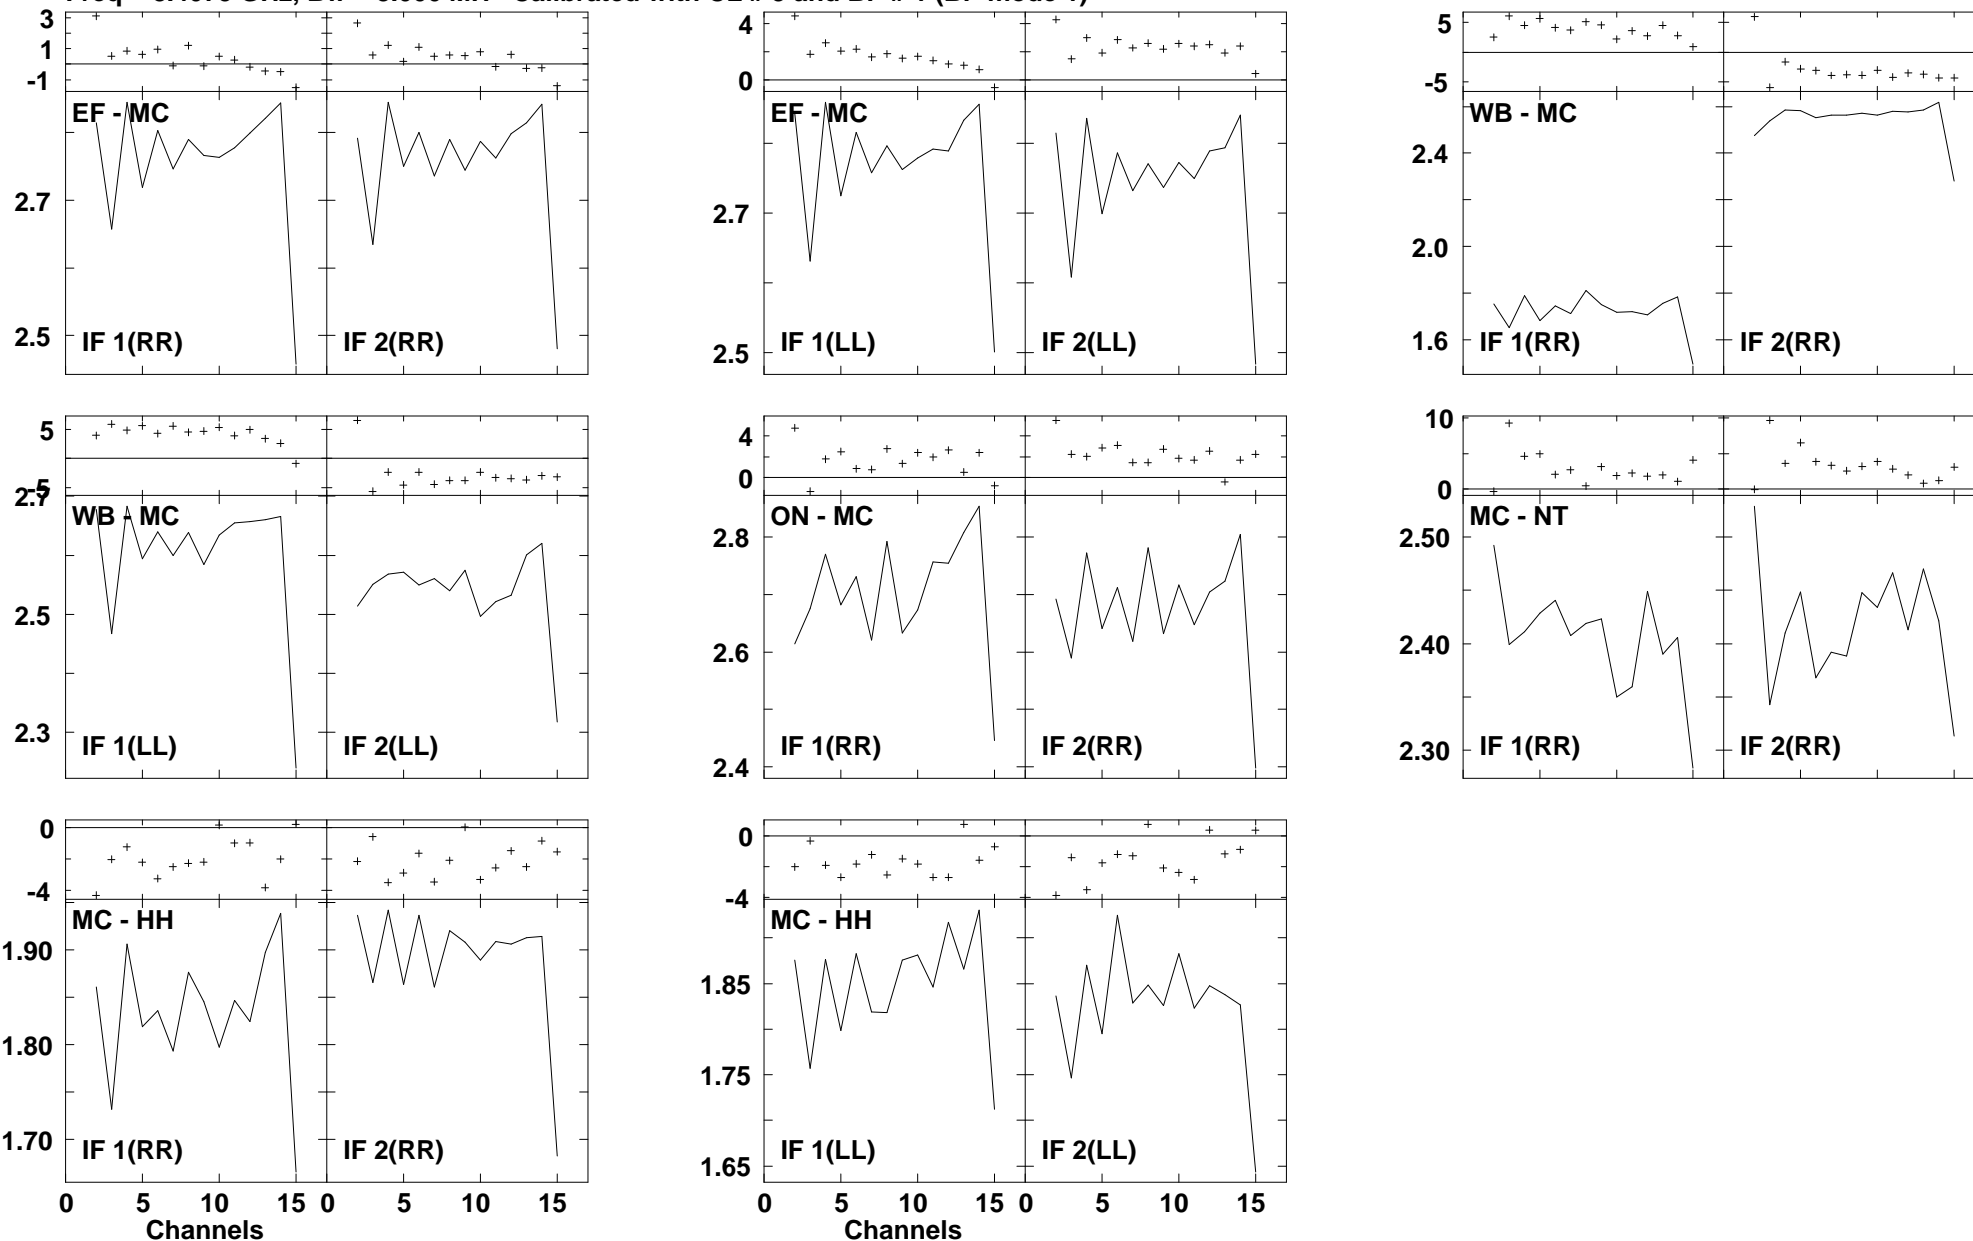 3
1
-1
EF - MC
2.7
2.5
IF 1(RR)
IF 2(RR)
4
0
EF - MC
2.7
2.5
IF 1(LL)
IF 2(LL)
5
-5
WB - MC
2.4
2.0
1.6
IF 1(RR)
IF 2(RR)
5
-5
2.7
WB - MC
2.5
2.3
IF 1(LL)
IF 2(LL)
4
0
ON - MC
2.8
2.6
2.4
IF 1(RR)
IF 2(RR)
10
0
MC - NT
2.50
2.40
2.30
IF 1(RR)
IF 2(RR)
0
-4
MC - HH
1.90
1.80
1.70
IF 1(RR)
IF 2(RR)
0 5 10 15 0 5 10 15
Channels
0
-4
MC - HH
1.85
1.75
1.65
IF 1(LL)
IF 2(LL)
0 5 10 15 0 5 10 15
Channels